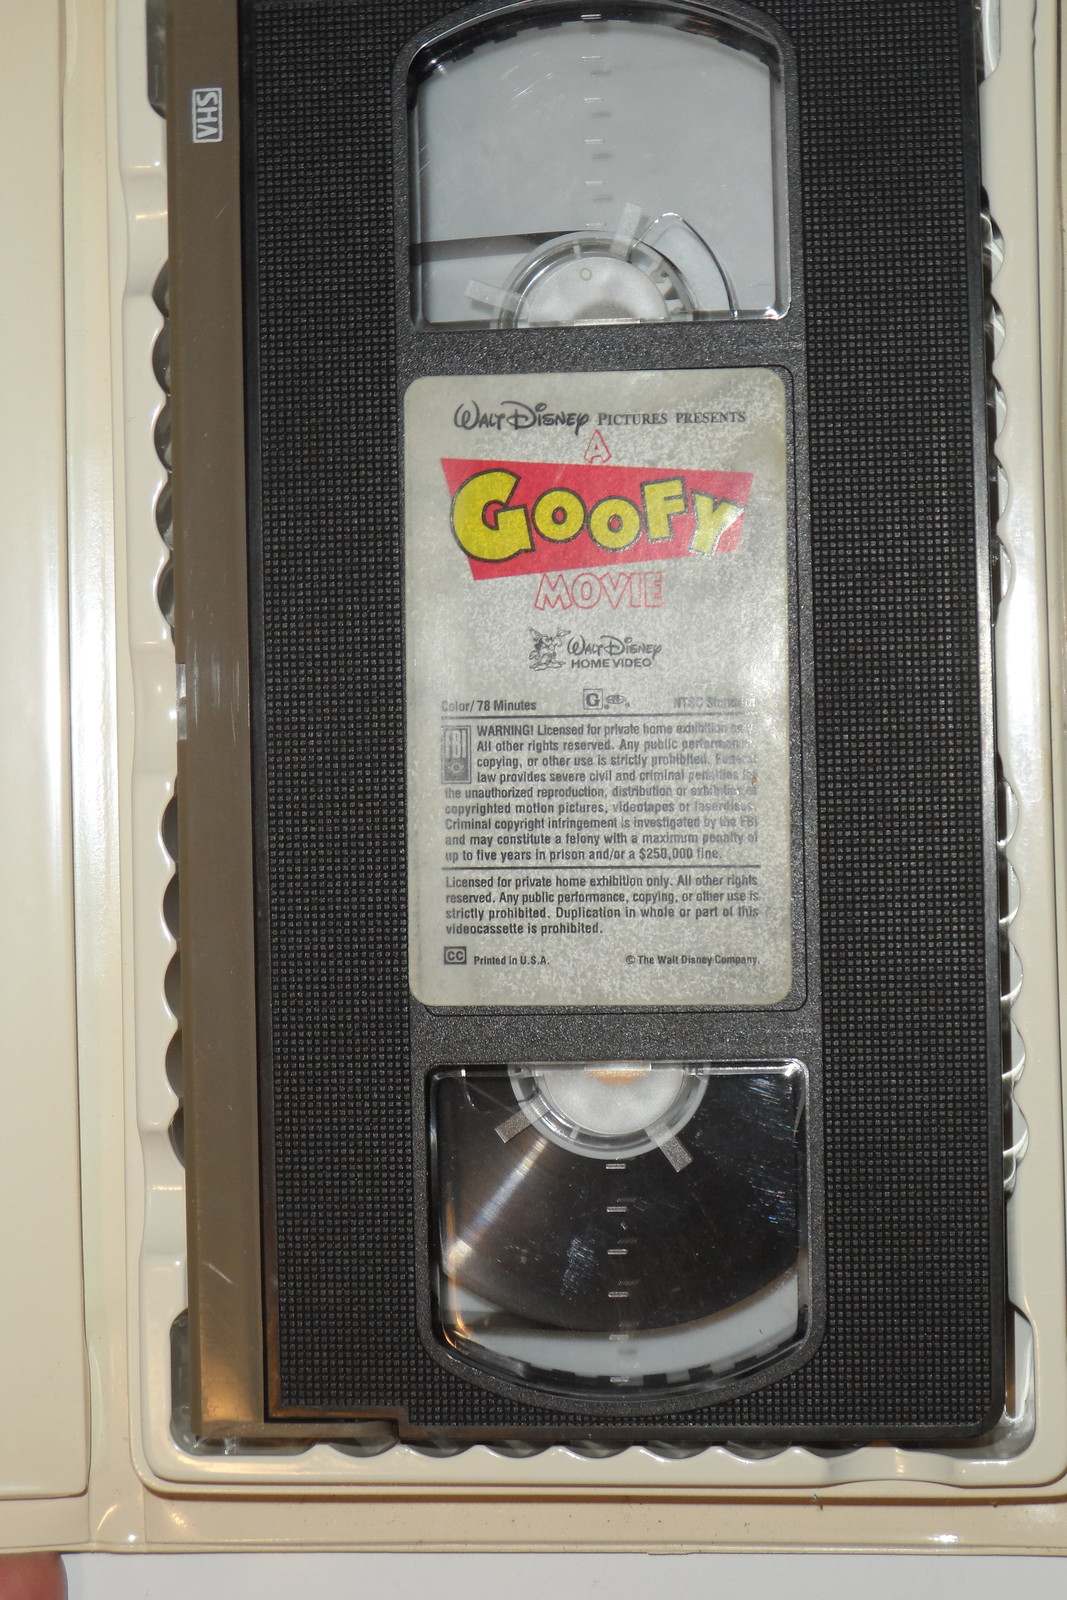 VHS
WALT DISNEY PICTURES PRESENTS
A
GOOFY
MOVIE
WALT DISNEY
HOME VIDEO
Color/ 78 Minutes G NTSC Standard
FBI WARNING! Licensed for private home exhibition only.
All other rights reserved. Any public performance,
copying, or other use is strictly prohibited. Federal
law provides severe civil and criminal penalties for
the unauthorized reproduction, distribution or exhibition of
copyrighted motion pictures, videotapes or laserdiscs.
Criminal copyright infringement is investigated by the FBI
and may constitute a felony with a maximum penalty of
up to five years in prison and/or a $250,000 fine.
Licensed for private home exhibition only. All other rights
reserved. Any public performance, copying, or other use is
strictly prohibited. Duplication in whole or part of this
videocassette is prohibited.
CC Printed in U.S.A. © The Walt Disney Company.